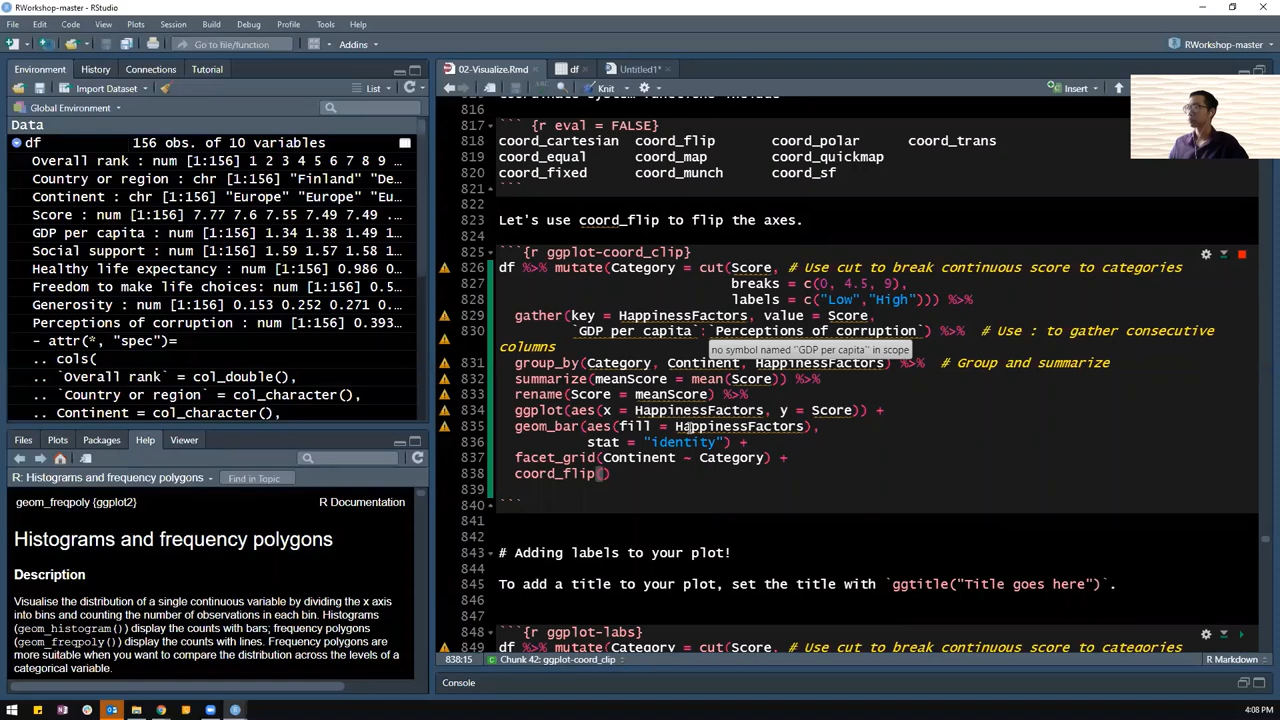 RWorkshop-master - RStudio
File Edit Code View Plots Session Build Debug Profile Tools Help
Go to file/function Addins RWorkshop-master
Environment History Connections Tutorial
Import Dataset List
Global Environment
Data
df 156 obs. of 10 variables
Overall rank : num [1:156] 1 2 3 4 5 6 7 8 9 ...
Country or region : chr [1:156] "Finland" "De…
Continent : chr [1:156] "Europe" "Europe" "Eu…
Score : num [1:156] 7.77 7.6 7.55 7.49 7.49 ...
GDP per capita : num [1:156] 1.34 1.38 1.49 1…
Social support : num [1:156] 1.59 1.57 1.58 1…
Healthy life expectancy : num [1:156] 0.986 0…
Freedom to make life choices: num [1:156] 0.5…
Generosity : num [1:156] 0.153 0.252 0.271 0.…
Perceptions of corruption : num [1:156] 0.393…
- attr(*, "spec")=
.. cols(
.. `Overall rank` = col_double(),
.. `Country or region` = col_character(),
.. Continent = col_character(),
Files Plots Packages Help Viewer
R: Histograms and frequency polygons Find in Topic
geom_freqpoly {ggplot2} R Documentation
Histograms and frequency polygons
Description
Visualise the distribution of a single continuous variable by dividing the x axis
into bins and counting the number of observations in each bin. Histograms
(geom_histogram()) display the counts with bars; frequency polygons
(geom_freqpoly()) display the counts with lines. Frequency polygons are
more suitable when you want to compare the distribution across the levels of a
categorical variable.
02-Visualize.Rmd df Untitled1*
Knit Insert
816
817 ``` {r eval = FALSE}
818 coord_cartesian coord_flip coord_polar coord_trans
819 coord_equal coord_map coord_quickmap
820 coord_fixed coord_munch coord_sf
821 ```
822
823 Let's use coord_flip to flip the axes.
824
825 ```{r ggplot-coord_clip}
826 df %>% mutate(Category = cut(Score, # Use cut to break continuous score to categories
827 breaks = c(0, 4.5, 9),
828 labels = c("Low","High"))) %>%
829 gather(key = HappinessFactors, value = Score,
830 `GDP per capita`:`Perceptions of corruption`) %>% # Use : to gather consecutive
columns
no symbol named '`GDP per capita`' in scope
831 group_by(Category, Continent, HappinessFactors) %>% # Group and summarize
832 summarize(meanScore = mean(Score)) %>%
833 rename(Score = meanScore) %>%
834 ggplot(aes(x = HappinessFactors, y = Score)) +
835 geom_bar(aes(fill = HappinessFactors),
836 stat = "identity") +
837 facet_grid(Continent ~ Category) +
838 coord_flip()
839
840 ```
841
842
843 # Adding labels to your plot!
844
845 To add a title to your plot, set the title with `ggtitle("Title goes here")`.
846
847
848 ```{r ggplot-labs}
849 df %>% mutate(Category = cut(Score, # Use cut to break continuous score to categories
838:15 Chunk 42: ggplot-coord_clip R Markdown
Console
4:08 PM